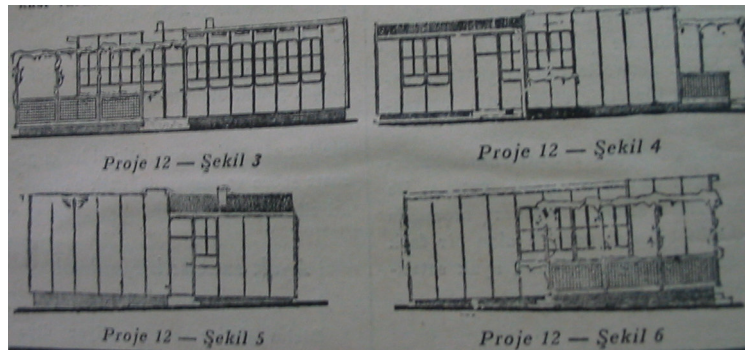 Proje 12 — Şekil 3
Proje 12 — Şekil 4
Proje 12 — Şekil 5
Proje 12 — Şekil 6